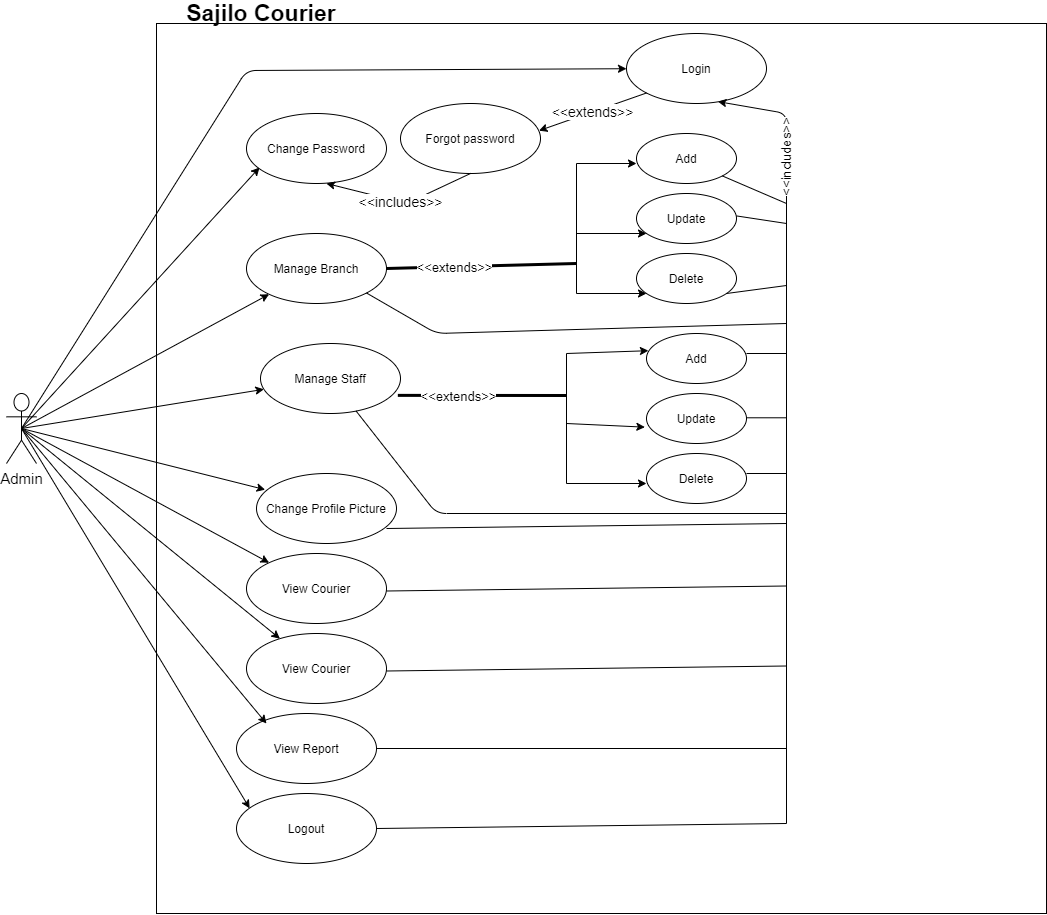 Sajilo Courier
Login
<<extends>>
Forgot password
Change Password
<<includes>>
<<includes>>
Add
Update
Manage Branch
<<extends>>
Delete
Add
Manage Staff
<<extends>>
Update
Delete
Admin
Change Profile Picture
View Courier
View Courier
View Report
Logout